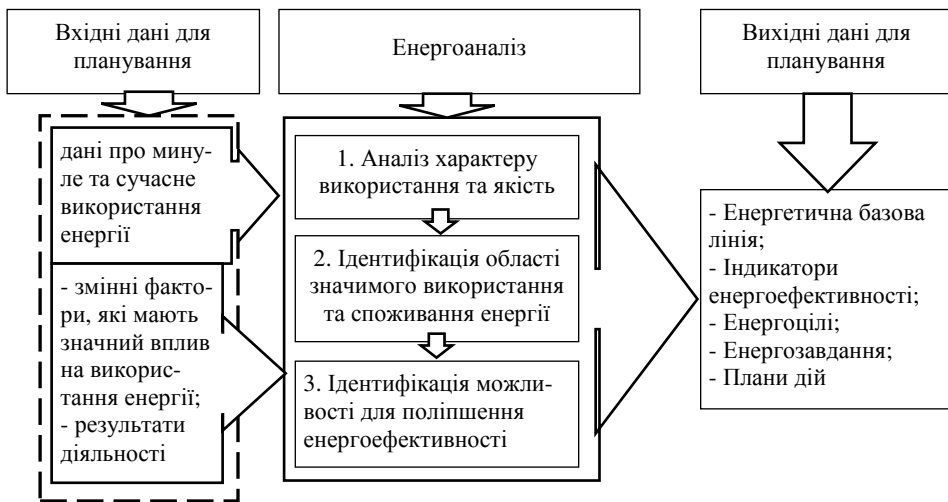 Вхідні дані для
планування
Енергоаналіз
Вихідні дані для
планування
дані про мину-
ле та сучасне
використання
енергії
- змінні факто-
ри, які мають
значний вплив
на викорис-
тання енергії;
- результати
діяльності
1. Аналіз характеру
використання та якість
2. Ідентифікація області
значимого використання
та споживання енергії
3. Ідентифікація можли-
вості для поліпшення
енергоефективності
- Енергетична базова
лінія;
- Індикатори
енергоефективності;
- Енергоцілі;
- Енергозавдання;
- Плани дій